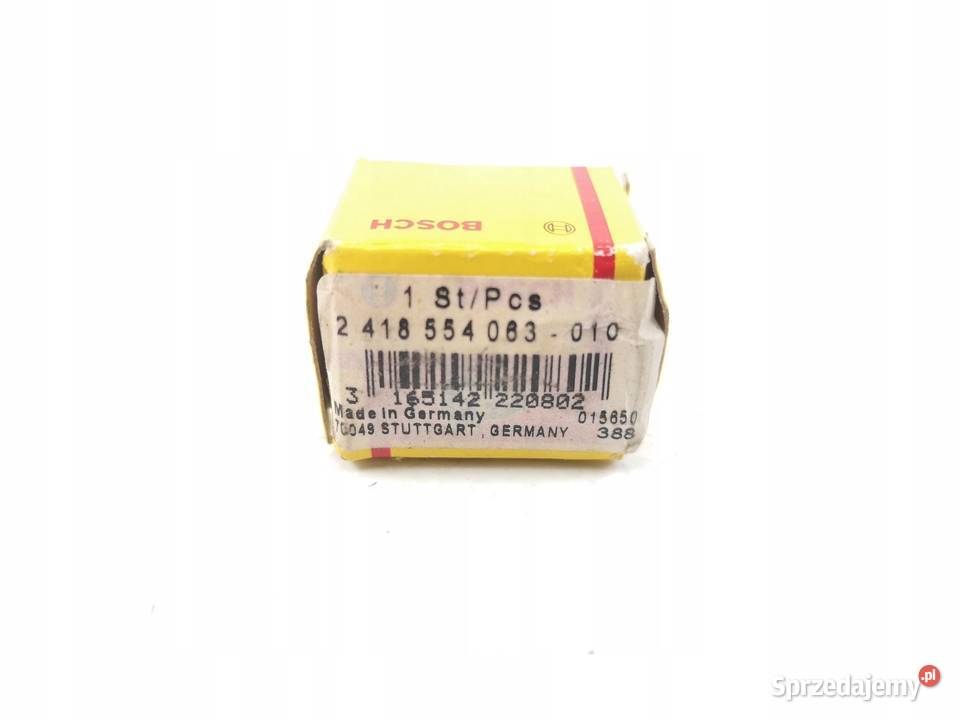 BOSCH
1 St/Pcs
2 418 554 063 - 010
3 165142 220802
Made in Germany 015650
70049 STUTTGART, GERMANY 388
Sprzedajemy.pl